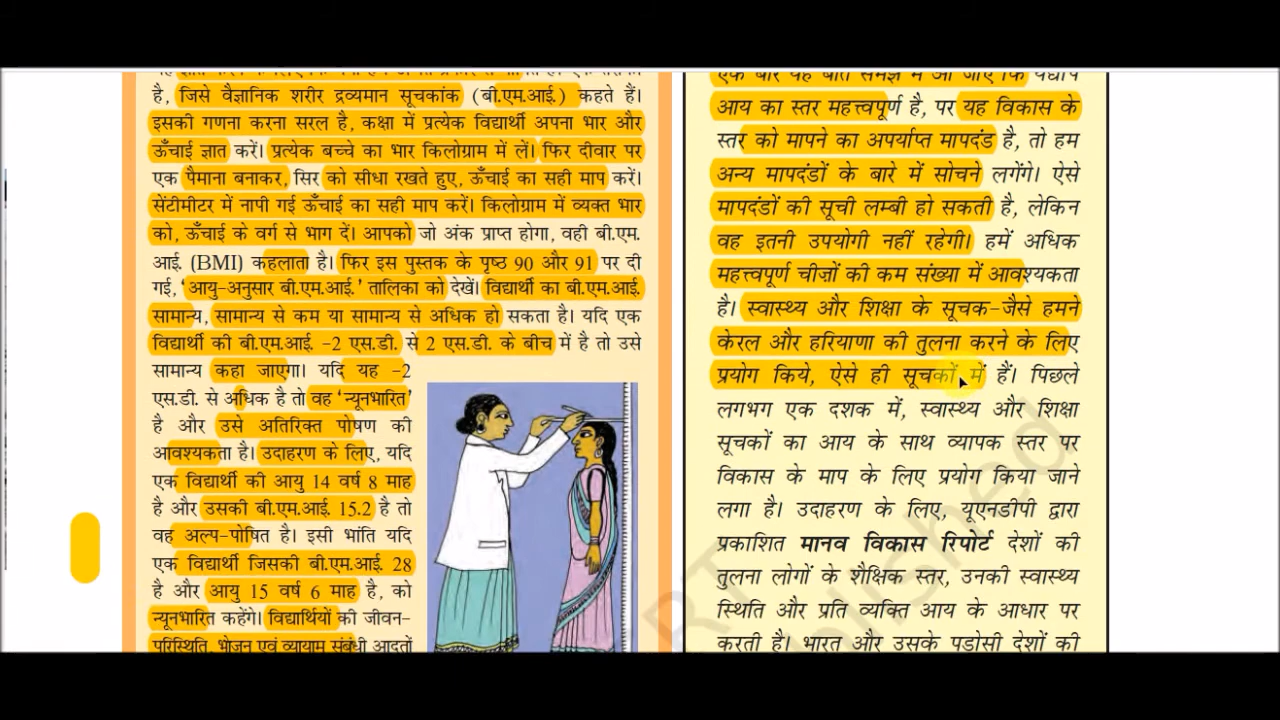 है, जिसे वैज्ञानिक शरीर द्रव्यमान सूचकांक (बी.एम.आई.) कहते हैं।
इसकी गणना करना सरल है, कक्षा में प्रत्येक विद्यार्थी अपना भार और
ऊँचाई ज्ञात करें। प्रत्येक बच्चे का भार किलोग्राम में लें। फिर दीवार पर
एक पैमाना बनाकर, सिर को सीधा रखते हुए, ऊँचाई का सही माप करें।
सेंटीमीटर में नापी गई ऊँचाई का सही माप करें। किलोग्राम में व्यक्त भार
को, ऊँचाई के वर्ग से भाग दें। आपको जो अंक प्राप्त होगा, वही बी.एम.
आई. (BMI) कहलाता है। फिर इस पुस्तक के पृष्ठ 90 और 91 पर दी
गई, ‘आयु-अनुसार बी.एम.आई.’ तालिका को देखें। विद्यार्थी का बी.एम.आई.
सामान्य, सामान्य से कम या सामान्य से अधिक हो सकता है। यदि एक
विद्यार्थी की बी.एम.आई. -2 एस.डी. से 2 एस.डी. के बीच में है तो उसे
सामान्य कहा जाएगा। यदि यह -2
एस.डी. से अधिक है तो वह ‘न्यूनभारित’
है और उसे अतिरिक्त पोषण की
आवश्यकता है। उदाहरण के लिए, यदि
एक विद्यार्थी की आयु 14 वर्ष 8 माह
है और उसकी बी.एम.आई. 15.2 है तो
वह अल्प-पोषित है। इसी भांति यदि
एक विद्यार्थी जिसकी बी.एम.आई. 28
है और आयु 15 वर्ष 6 माह है, को
न्यूनभारित कहेंगे। विद्यार्थियों की जीवन-
परिस्थिति, भोजन एवं व्यायाम संबंधी आदतों
एक बार यह बात समझ में आ जाए कि यद्यपि
आय का स्तर महत्त्वपूर्ण है, पर यह विकास के
स्तर को मापने का अपर्याप्त मापदंड है, तो हम
अन्य मापदंडों के बारे में सोचने लगेंगे। ऐसे
मापदंडों की सूची लम्बी हो सकती है, लेकिन
वह इतनी उपयोगी नहीं रहेगी। हमें अधिक
महत्त्वपूर्ण चीजों की कम संख्या में आवश्यकता
है। स्वास्थ्य और शिक्षा के सूचक-जैसे हमने
केरल और हरियाणा की तुलना करने के लिए
प्रयोग किये, ऐसे ही सूचकों में हैं। पिछले
लगभग एक दशक में, स्वास्थ्य और शिक्षा
सूचकों का आय के साथ व्यापक स्तर पर
विकास के माप के लिए प्रयोग किया जाने
लगा है। उदाहरण के लिए, यूएनडीपी द्वारा
प्रकाशित मानव विकास रिपोर्ट देशों की
तुलना लोगों के शैक्षिक स्तर, उनकी स्वास्थ्य
स्थिति और प्रति व्यक्ति आय के आधार पर
करती है। भारत और उसके पड़ोसी देशों की